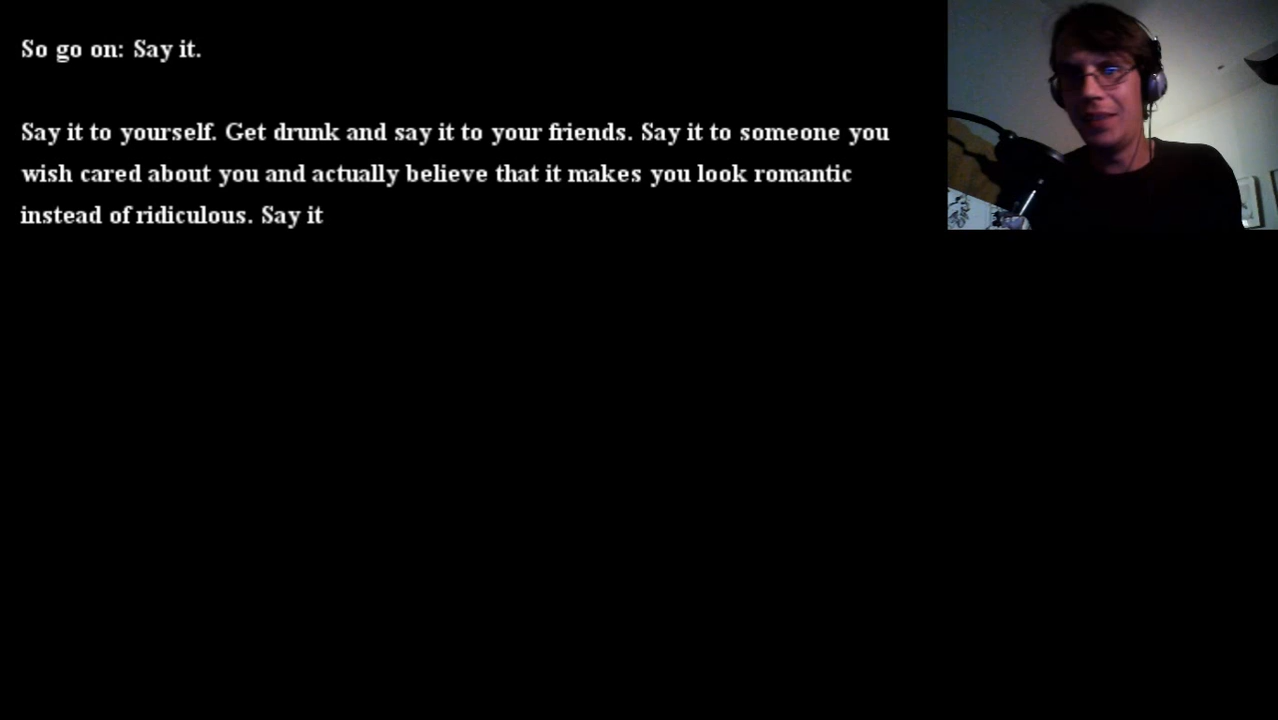 So go on: Say it.
Say it to yourself. Get drunk and say it to your friends. Say it to someone you
wish cared about you and actually believe that it makes you look romantic
instead of ridiculous. Say it